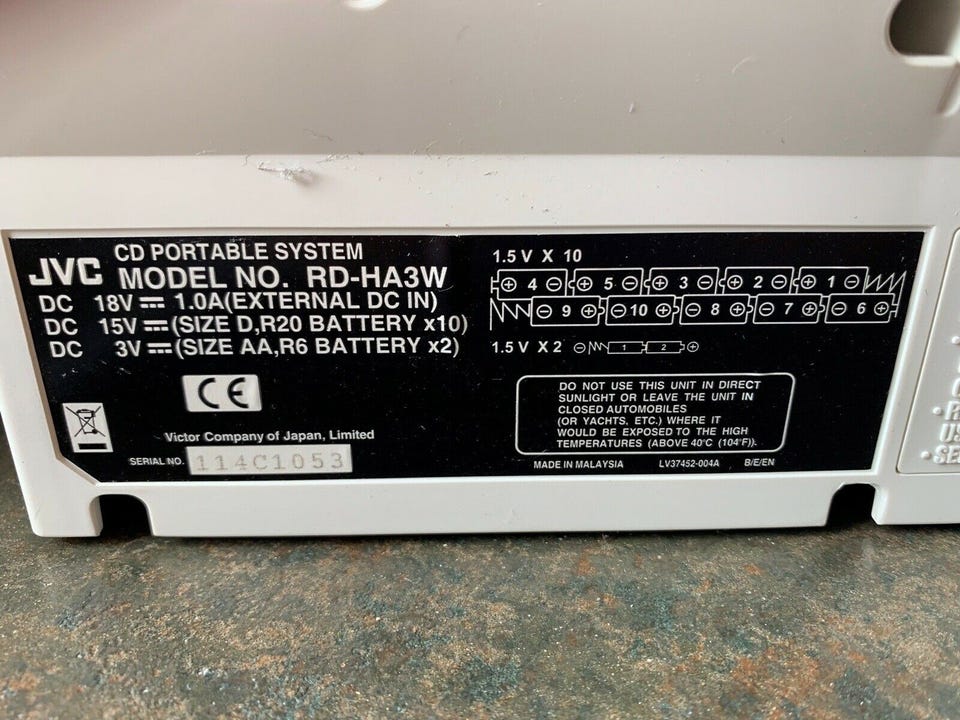 JVC
CD PORTABLE SYSTEM
MODEL NO. RD-HA3W
DC 18V 1.0A(EXTERNAL DC IN)
DC 15V (SIZE D,R20 BATTERY x10)
DC 3V (SIZE AA,R6 BATTERY x2)
CE
Victor Company of Japan, Limited
SERIAL NO. 114C1053
1.5 V X 10
+ 4 - + 5 - + 3 - + 2 - + 1 -
- 9 + - 10 + - 8 + - 7 + - 6 +
1.5 V X 2 - 1 2 +
DO NOT USE THIS UNIT IN DIRECT
SUNLIGHT OR LEAVE THE UNIT IN
CLOSED AUTOMOBILES
(OR YACHTS, ETC.) WHERE IT
WOULD BE EXPOSED TO THE HIGH
TEMPERATURES (ABOVE 40°C (104°F)).
MADE IN MALAYSIA LV37452-004A B/E/EN